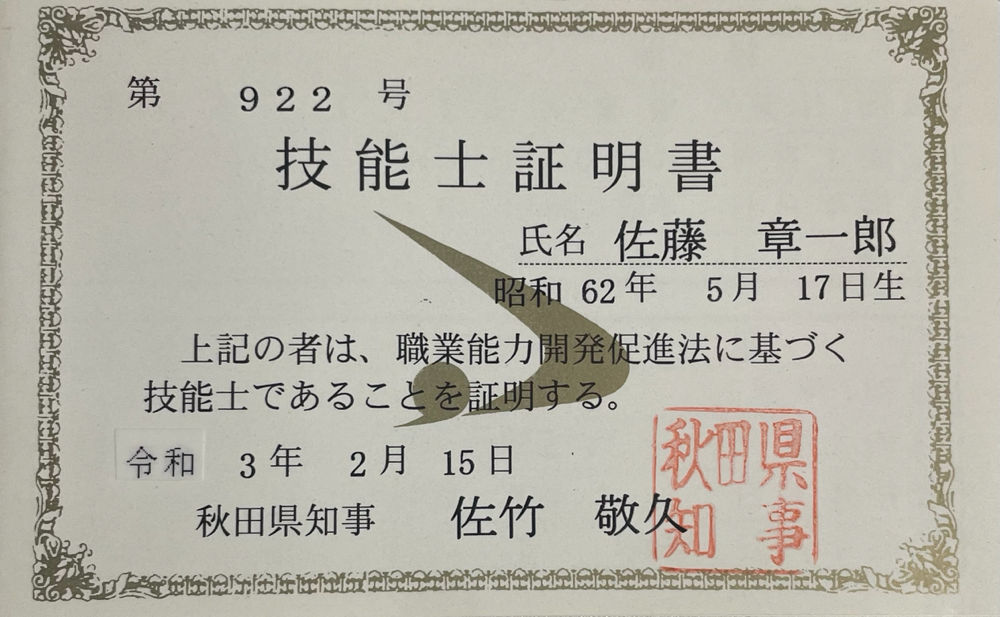 第 922 号
技能士証明書
氏名 佐藤 章一郎
昭和 62年 5月 17日生
上記の者は、職業能力開発促進法に基づく
技能士であることを証明する。
令和 3年 2月 15日
秋田県知事 佐竹 敬久
秋田県
知事